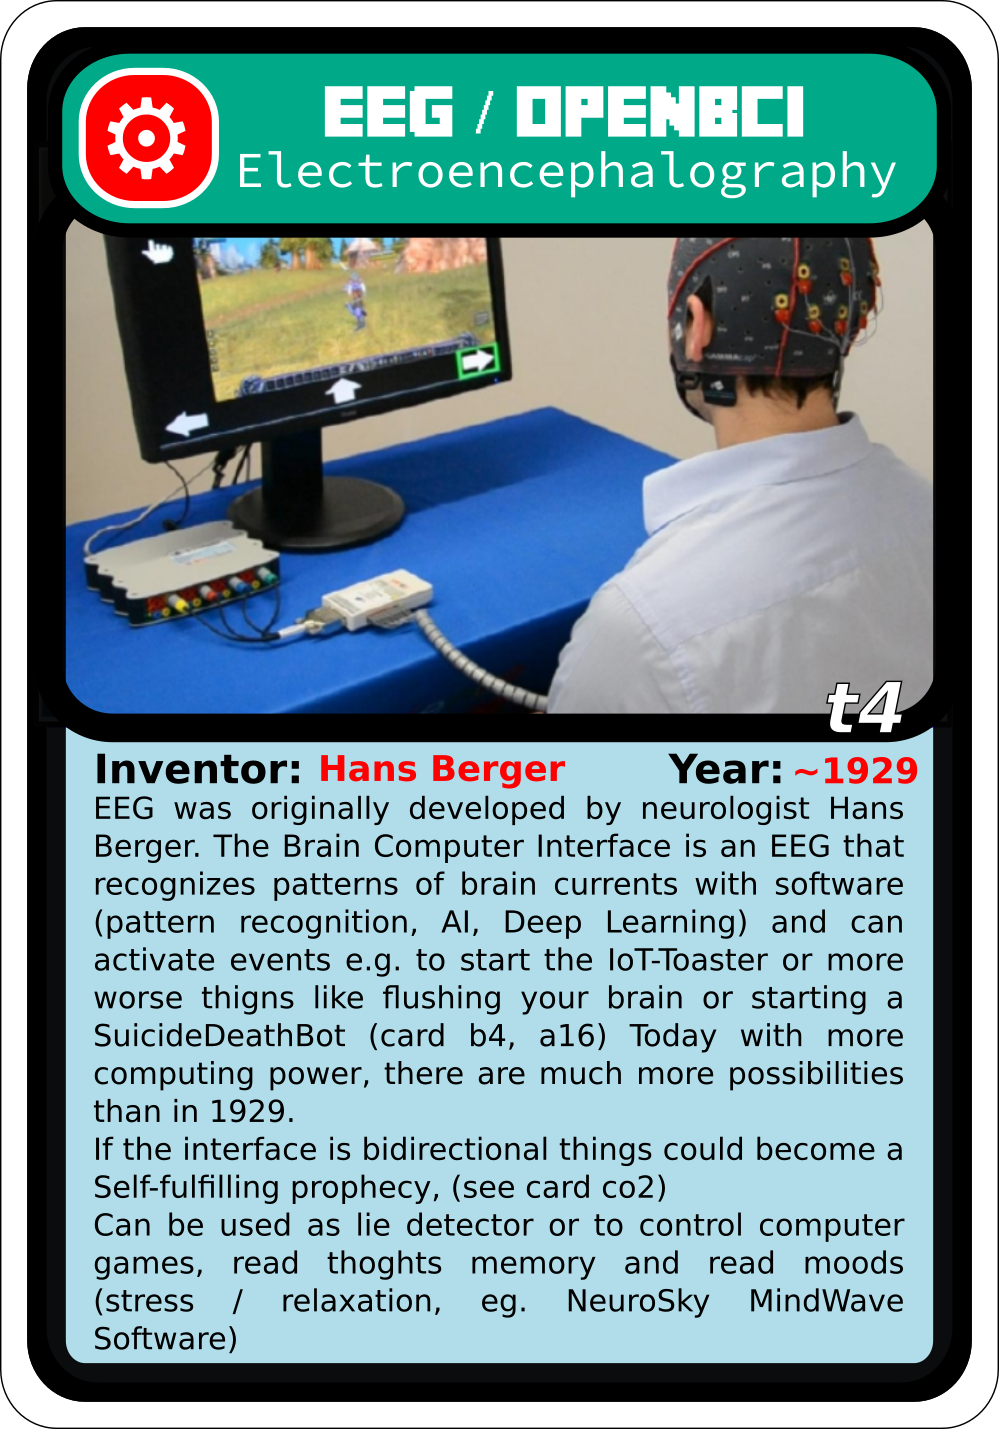 EEG / OPENBCI
Electroencephalography
t4
Inventor: Hans Berger Year: ~1929
EEG was originally developed by neurologist Hans
Berger. The Brain Computer Interface is an EEG that
recognizes patterns of brain currents with software
(pattern recognition, AI, Deep Learning) and can
activate events e.g. to start the IoT-Toaster or more
worse thigns like flushing your brain or starting a
SuicideDeathBot (card b4, a16) Today with more
computing power, there are much more possibilities
than in 1929.
If the interface is bidirectional things could become a
Self-fulfilling prophecy, (see card co2)
Can be used as lie detector or to control computer
games, read thoghts memory and read moods
(stress / relaxation, eg. NeuroSky MindWave
Software)